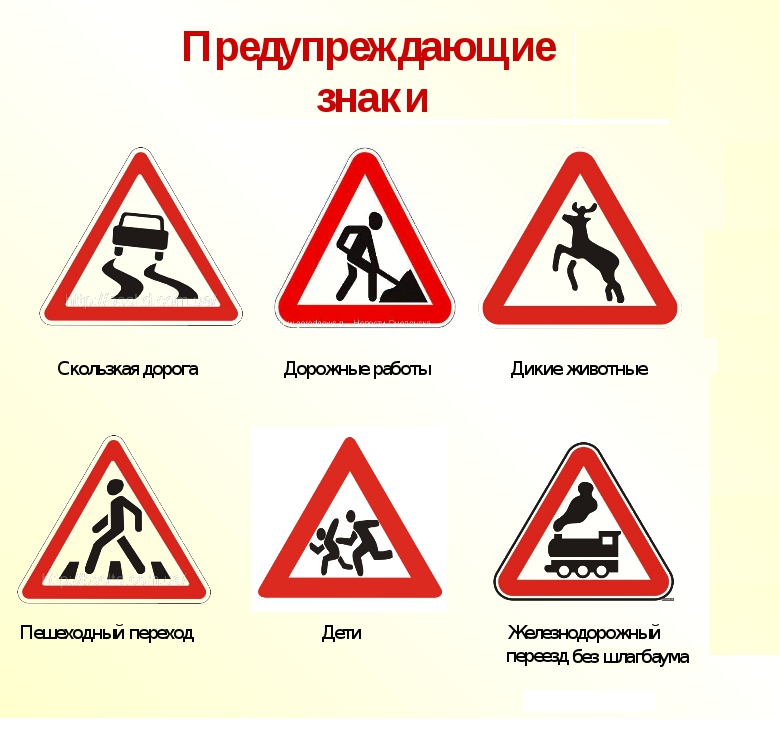 Предупреждающие
знаки
Скользкая дорога
Дорожные работы
Дикие животные
Пешеходный переход
Дети
Железнодорожный
переезд без шлагбаума